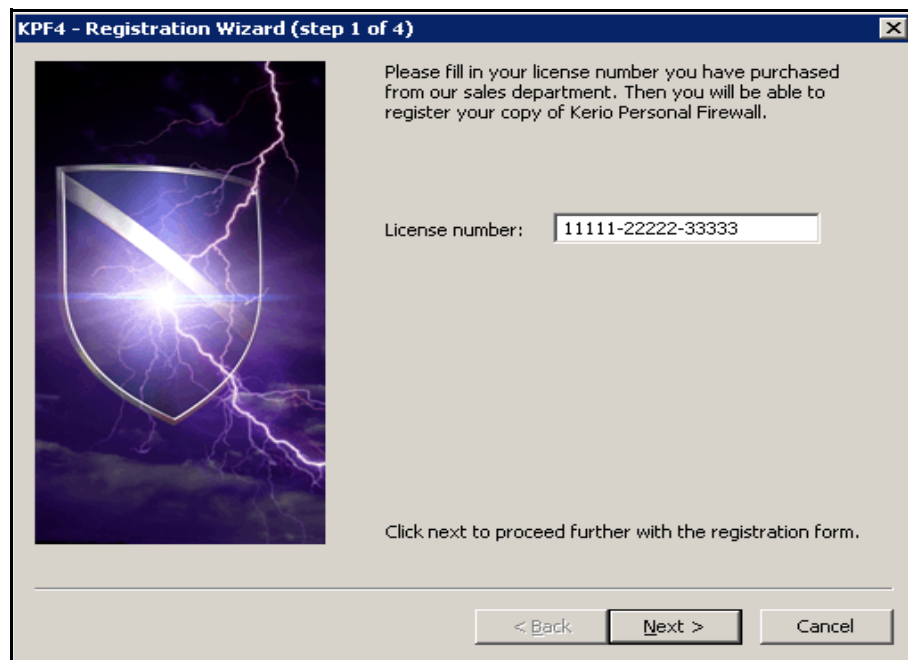 KPF4 - Registration Wizard (step 1 of 4)
Please fill in your license number you have purchased
from our sales department. Then you will be able to
register your copy of Kerio Personal Firewall.
License number: 11111-22222-33333
Click next to proceed further with the registration form.
< Back Next > Cancel